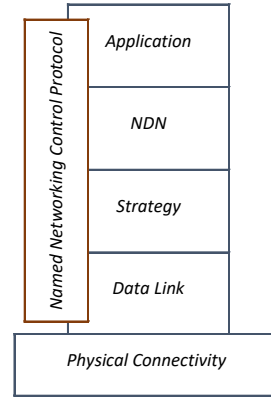 Named Networking Control Protocol
Application
NDN
Strategy
Data Link
Physical Connectivity